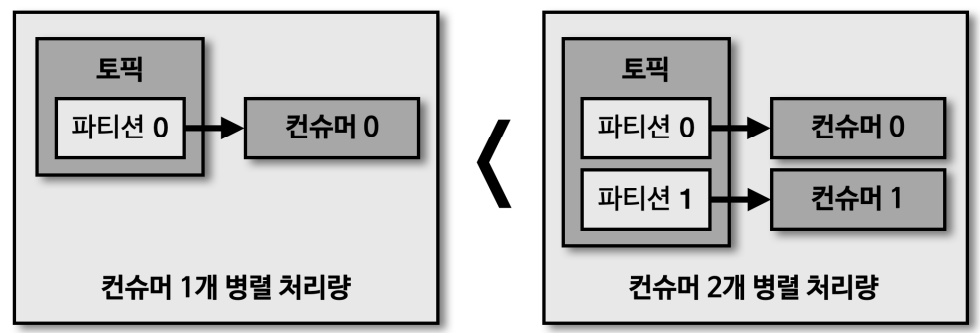 토픽
파티션 0
컨슈머 0
컨슈머 1개 병렬 처리량
<
토픽
파티션 0
컨슈머 0
파티션 1
컨슈머 1
컨슈머 2개 병렬 처리량